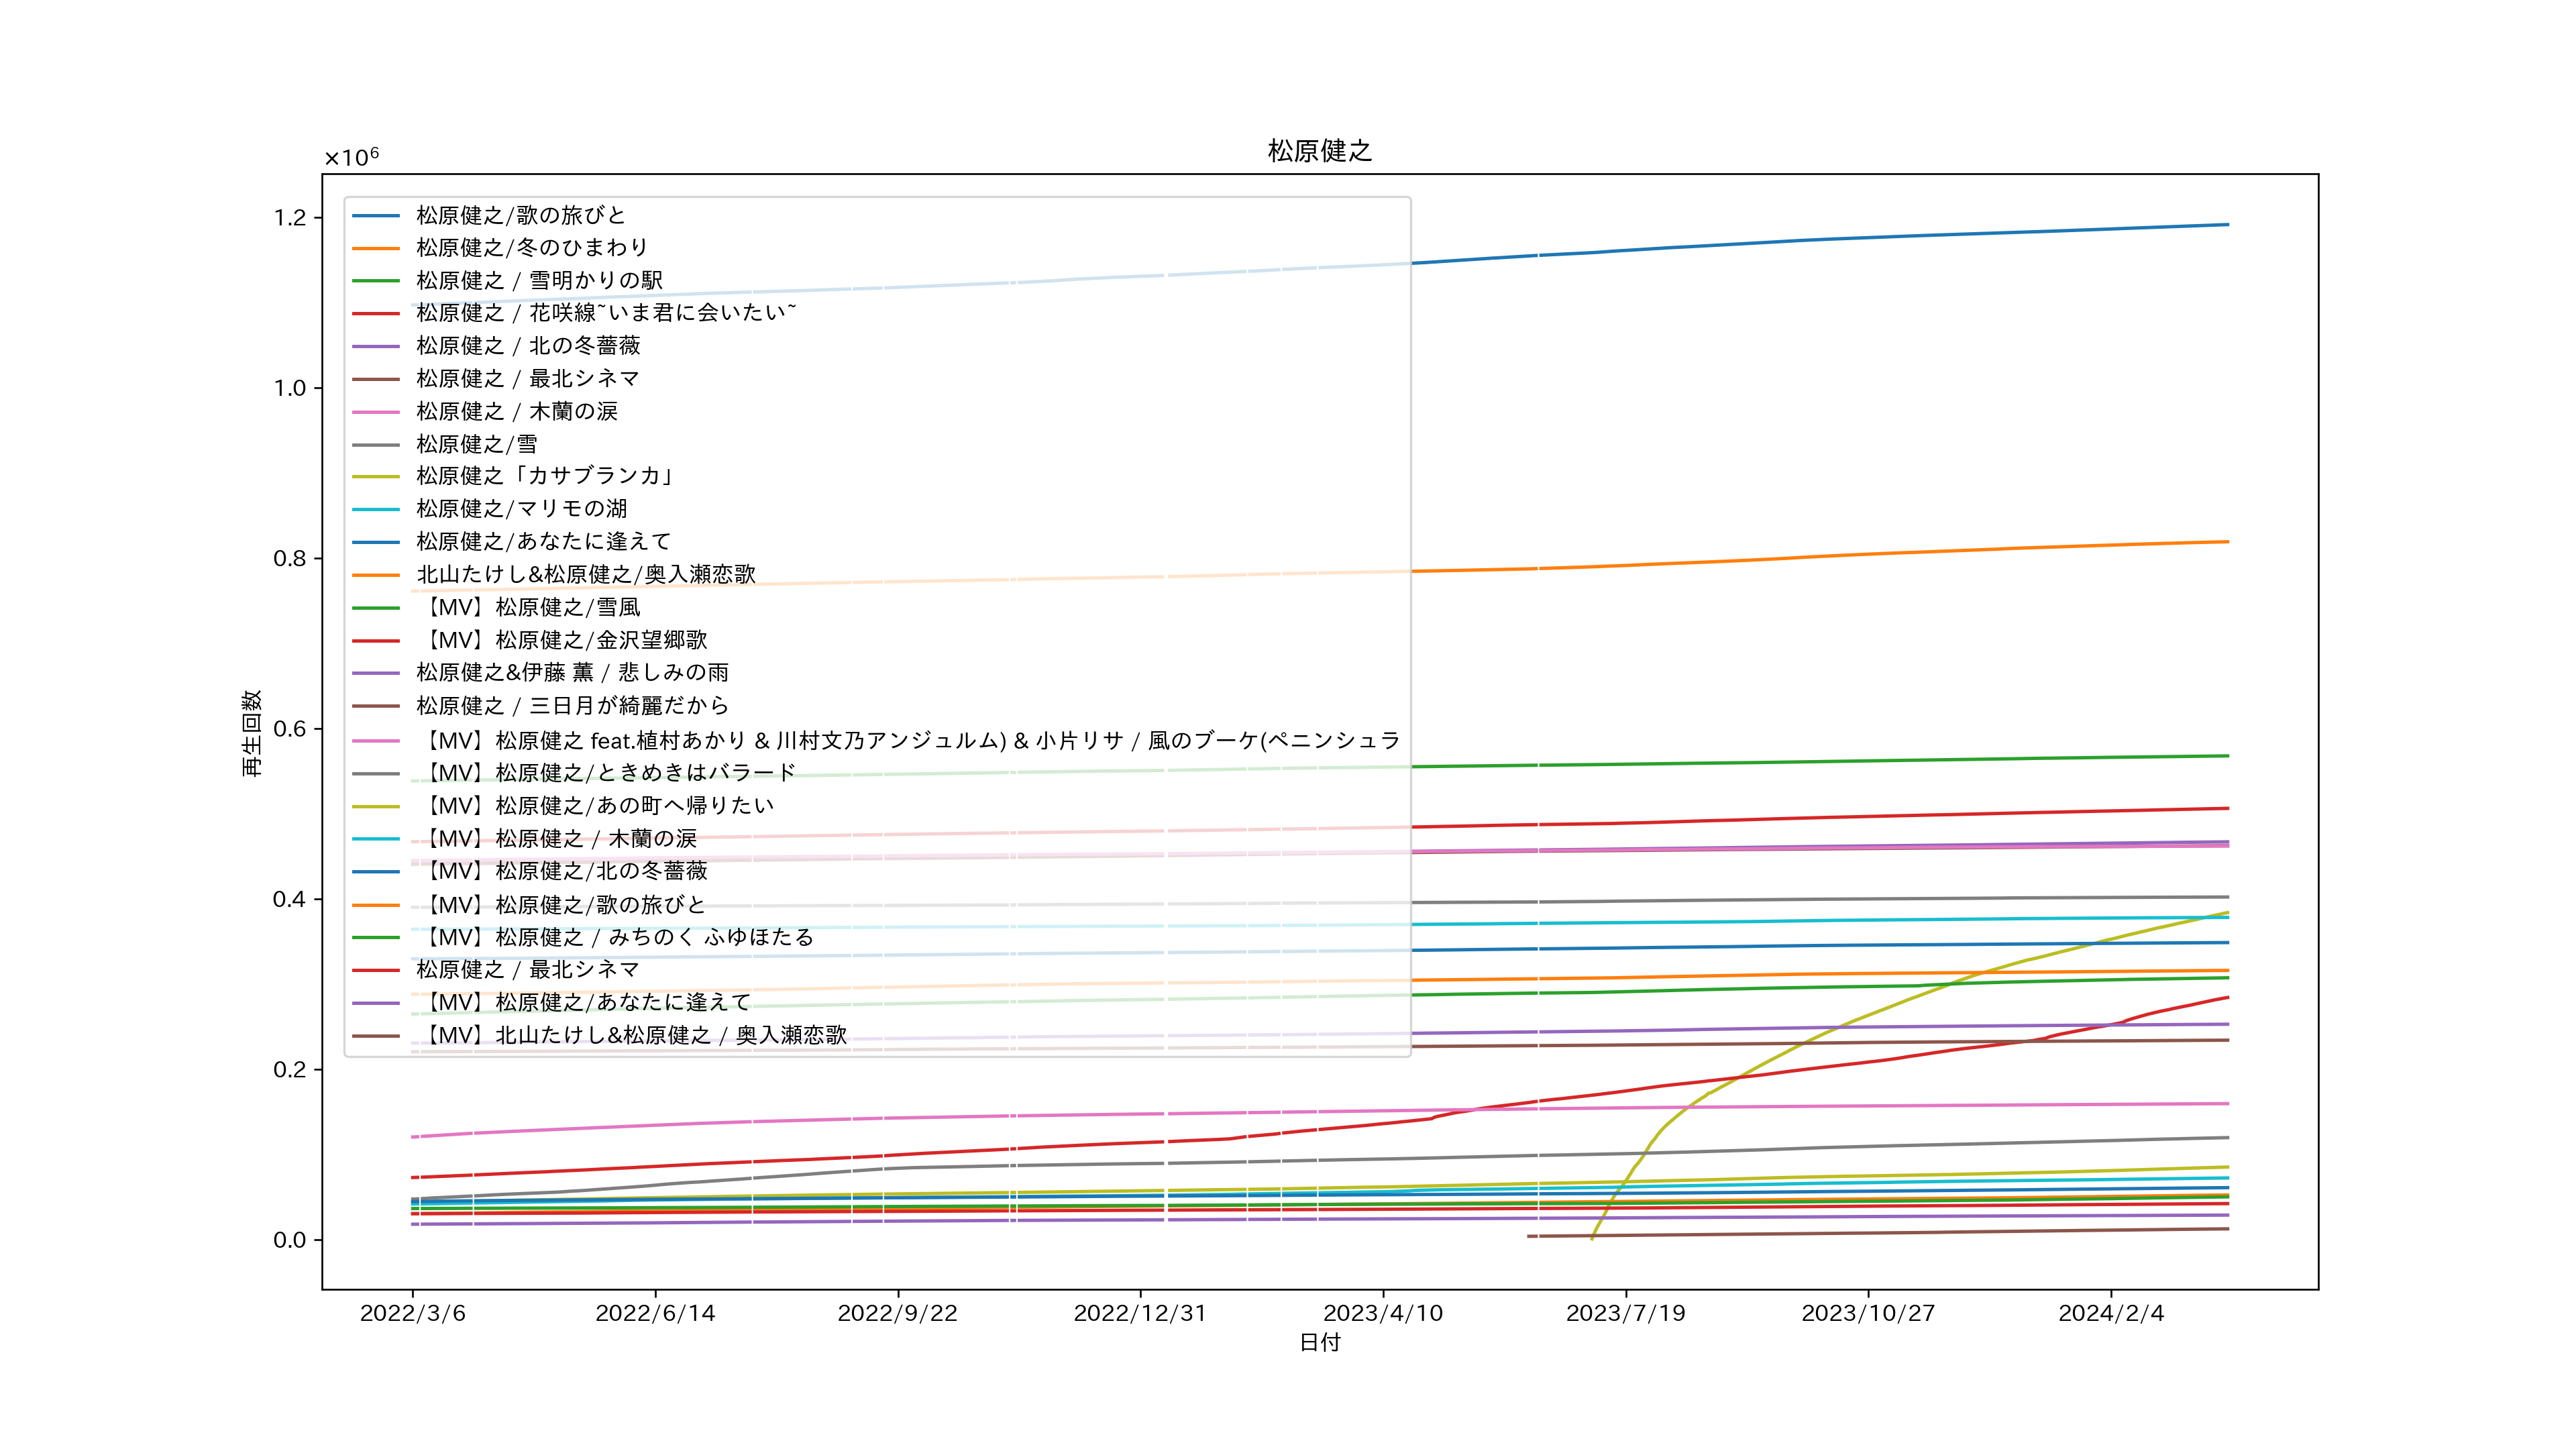 松原健之
×10⁶
1.2
1.0
0.8
0.6
0.4
0.2
0.0
再生回数
松原健之/歌の旅びと
松原健之/冬のひまわり
松原健之 / 雪明かりの駅
松原健之 / 花咲線~いま君に会いたい~
松原健之 / 北の冬薔薇
松原健之 / 最北シネマ
松原健之 / 木蘭の涙
松原健之/雪
松原健之「カサブランカ」
松原健之/マリモの湖
松原健之/あなたに逢えて
北山たけし&松原健之/奥入瀬恋歌
【MV】松原健之/雪風
【MV】松原健之/金沢望郷歌
松原健之&伊藤 薫 / 悲しみの雨
松原健之 / 三日月が綺麗だから
【MV】松原健之 feat.植村あかり & 川村文乃アンジュルム) & 小片リサ / 風のブーケ(ペニンシュラ
【MV】松原健之/ときめきはバラード
【MV】松原健之/あの町へ帰りたい
【MV】松原健之 / 木蘭の涙
【MV】松原健之/北の冬薔薇
【MV】松原健之/歌の旅びと
【MV】松原健之 / みちのく ふゆほたる
松原健之 / 最北シネマ
【MV】松原健之/あなたに逢えて
【MV】北山たけし&松原健之 / 奥入瀬恋歌
2022/3/6 2022/6/14 2022/9/22 2022/12/31 2023/4/10 2023/7/19 2023/10/27 2024/2/4
日付